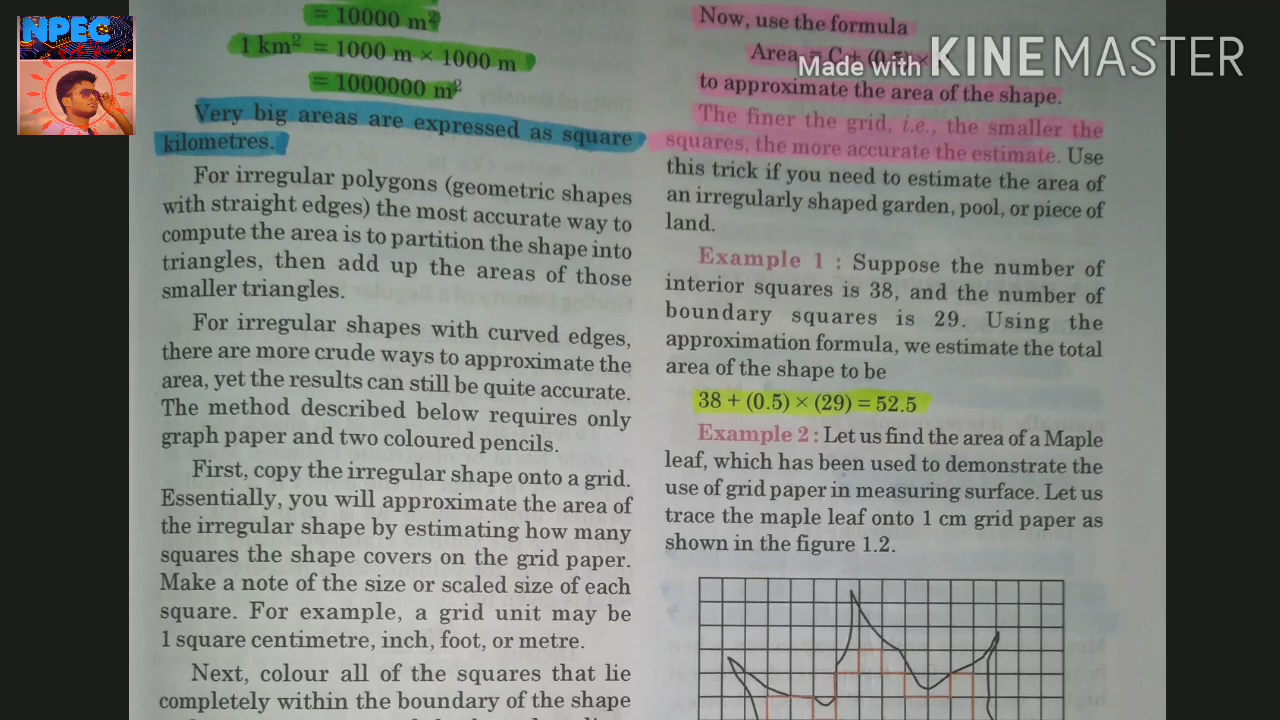 NPEC
= 10000 m²
1 km² = 1000 m × 1000 m
= 1000000 m²
Very big areas are expressed as square
kilometres.
For irregular polygons (geometric shapes
with straight edges) the most accurate way to
compute the area is to partition the shape into
triangles, then add up the areas of those
smaller triangles.
For irregular shapes with curved edges,
there are more crude ways to approximate the
area, yet the results can still be quite accurate.
The method described below requires only
graph paper and two coloured pencils.
First, copy the irregular shape onto a grid.
Essentially, you will approximate the area of
the irregular shape by estimating how many
squares the shape covers on the grid paper.
Make a note of the size or scaled size of each
square. For example, a grid unit may be
1 square centimetre, inch, foot, or metre.
Next, colour all of the squares that lie
completely within the boundary of the shape
Now, use the formula
Area = C + (0.5) ×
Made with KINEMASTER
to approximate the area of the shape.
The finer the grid, i.e., the smaller the
squares, the more accurate the estimate. Use
this trick if you need to estimate the area of
an irregularly shaped garden, pool, or piece of
land.
Example 1 : Suppose the number of
interior squares is 38, and the number of
boundary squares is 29. Using the
approximation formula, we estimate the total
area of the shape to be
38 + (0.5) × (29) = 52.5
Example 2 : Let us find the area of a Maple
leaf, which has been used to demonstrate the
use of grid paper in measuring surface. Let us
trace the maple leaf onto 1 cm grid paper as
shown in the figure 1.2.